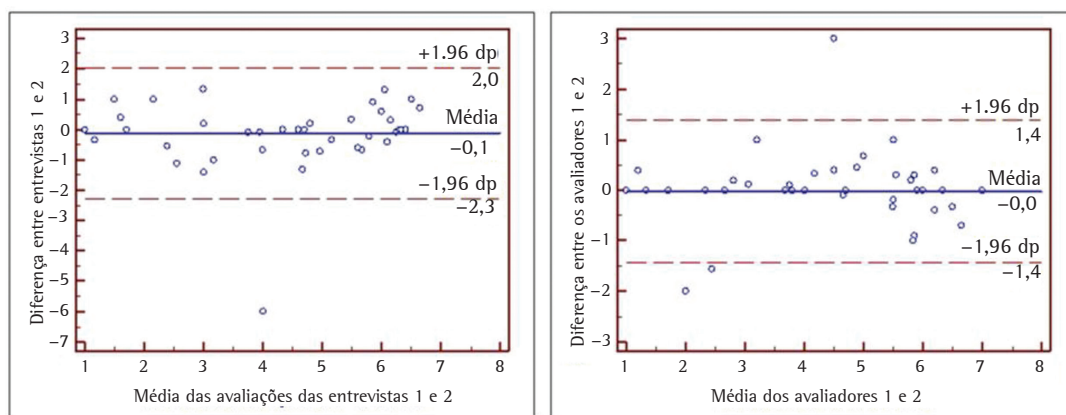 Diferença entre entrevistas 1 e 2
3
2
1
0
-1
-2
-3
-4
-5
-6
-7
+1.96 dp
2,0
Média
-0,1
-1,96 dp
-2,3
1 2 3 4 5 6 7 8
Média das avaliações das entrevistas 1 e 2
Diferença entre os avaliadores 1 e 2
3
2
1
0
-1
-2
-3
+1.96 dp
1,4
Média
-0,0
-1,96 dp
-1,4
1 2 3 4 5 6 7 8
Média dos avaliadores 1 e 2